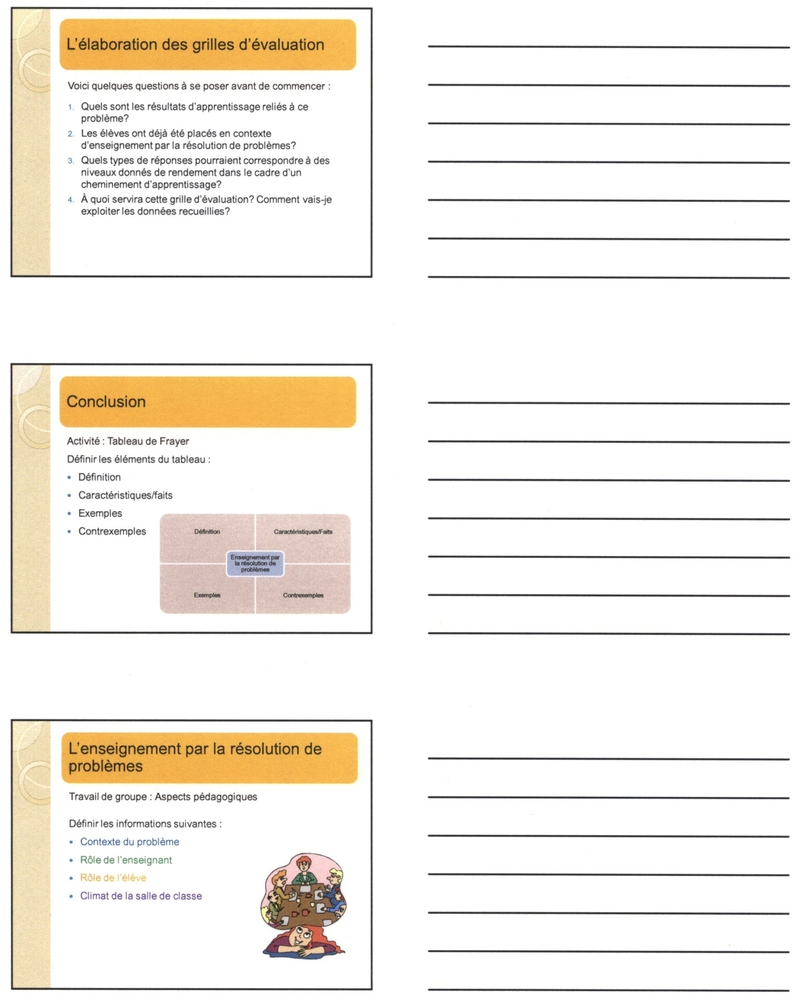 L'élaboration des grilles d'évaluation
Voici quelques questions à se poser avant de commencer :
1. Quels sont les résultats d'apprentissage reliés à ce
problème?
2. Les élèves ont déjà été placés en contexte
d'enseignement par la résolution de problèmes?
3. Quels types de réponses pourraient correspondre à des
niveaux donnés de rendement dans le cadre d'un
cheminement d'apprentissage?
4. À quoi servira cette grille d'évaluation? Comment vais-je
exploiter les données recueillies?
Conclusion
Activité : Tableau de Frayer
Définir les éléments du tableau :
• Définition
• Caractéristiques/faits
• Exemples
• Contrexemples
Définition
Caractéristiques/Faits
Enseignement par
la résolution de
problèmes
Exemples
Contrexemples
L'enseignement par la résolution de
problèmes
Travail de groupe : Aspects pédagogiques
Définir les informations suivantes :
• Contexte du problème
• Rôle de l'enseignant
• Rôle de l'élève
• Climat de la salle de classe